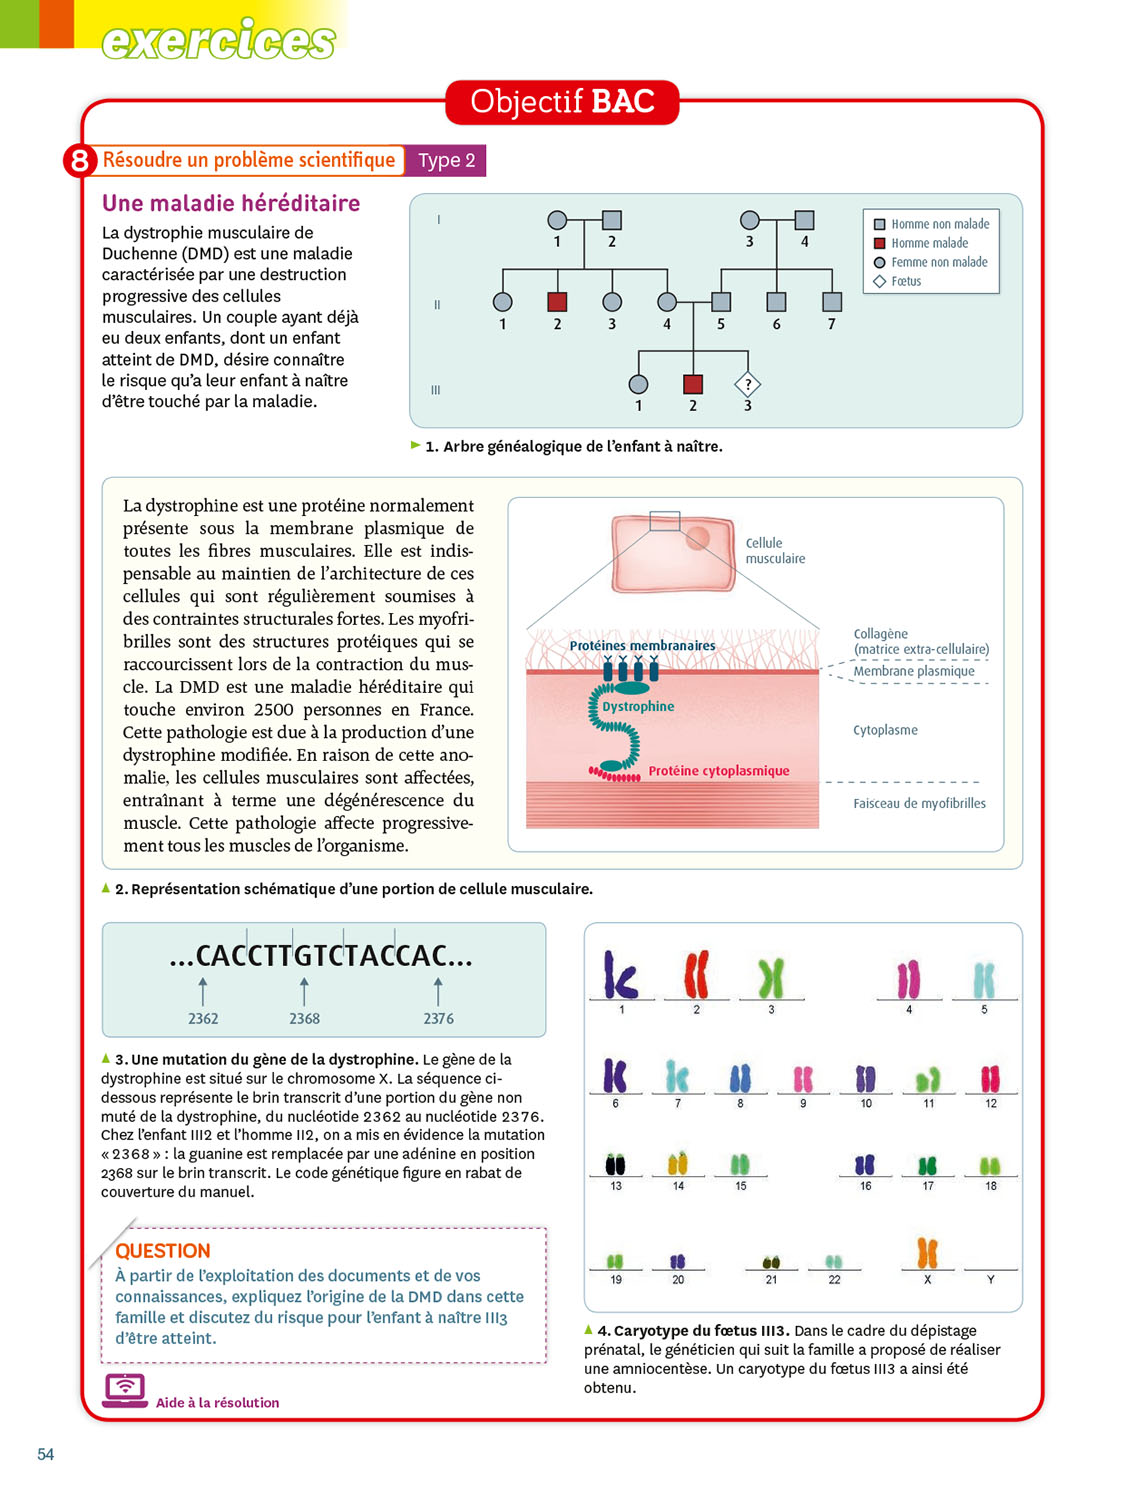 exercices
Objectif BAC
8 Résoudre un problème scientifique Type 2
Une maladie héréditaire
La dystrophie musculaire de
Duchenne (DMD) est une maladie
caractérisée par une destruction
progressive des cellules
musculaires. Un couple ayant déjà
eu deux enfants, dont un enfant
atteint de DMD, désire connaître
le risque qu’a leur enfant à naître
d’être touché par la maladie.
I
1 2 3 4
II
1 2 3 4 5 6 7
III
?
1 2 3
Homme non malade
Homme malade
Femme non malade
Fœtus
1. Arbre généalogique de l’enfant à naître.
La dystrophine est une protéine normalement
présente sous la membrane plasmique de
toutes les fibres musculaires. Elle est indis-
pensable au maintien de l’architecture de ces
cellules qui sont régulièrement soumises à
des contraintes structurales fortes. Les myofri-
brilles sont des structures protéiques qui se
raccourcissent lors de la contraction du mus-
cle. La DMD est une maladie héréditaire qui
touche environ 2500 personnes en France.
Cette pathologie est due à la production d’une
dystrophine modifiée. En raison de cette ano-
malie, les cellules musculaires sont affectées,
entraînant à terme une dégénérescence du
muscle. Cette pathologie affecte progressive-
ment tous les muscles de l’organisme.
Cellule
musculaire
Protéines membranaires
Dystrophine
Protéine cytoplasmique
Collagène
(matrice extra-cellulaire)
Membrane plasmique
Cytoplasme
Faisceau de myofibrilles
2. Représentation schématique d’une portion de cellule musculaire.
...CACCTTGTCTACCAC...
2362 2368 2376
3. Une mutation du gène de la dystrophine. Le gène de la
dystrophine est situé sur le chromosome X. La séquence ci-
dessous représente le brin transcrit d’une portion du gène non
muté de la dystrophine, du nucléotide 2362 au nucléotide 2376.
Chez l’enfant III2 et l’homme II2, on a mis en évidence la mutation
« 2368 » : la guanine est remplacée par une adénine en position
2368 sur le brin transcrit. Le code génétique figure en rabat de
couverture du manuel.
QUESTION
À partir de l’exploitation des documents et de vos
connaissances, expliquez l’origine de la DMD dans cette
famille et discutez du risque pour l’enfant à naître III3
d’être atteint.
Aide à la résolution
1 2 3 4 5
6 7 8 9 10 11 12
13 14 15 16 17 18
19 20 21 22 X Y
4. Caryotype du fœtus III3. Dans le cadre du dépistage
prénatal, le généticien qui suit la famille a proposé de réaliser
une amniocentèse. Un caryotype du fœtus III3 a ainsi été
obtenu.
54